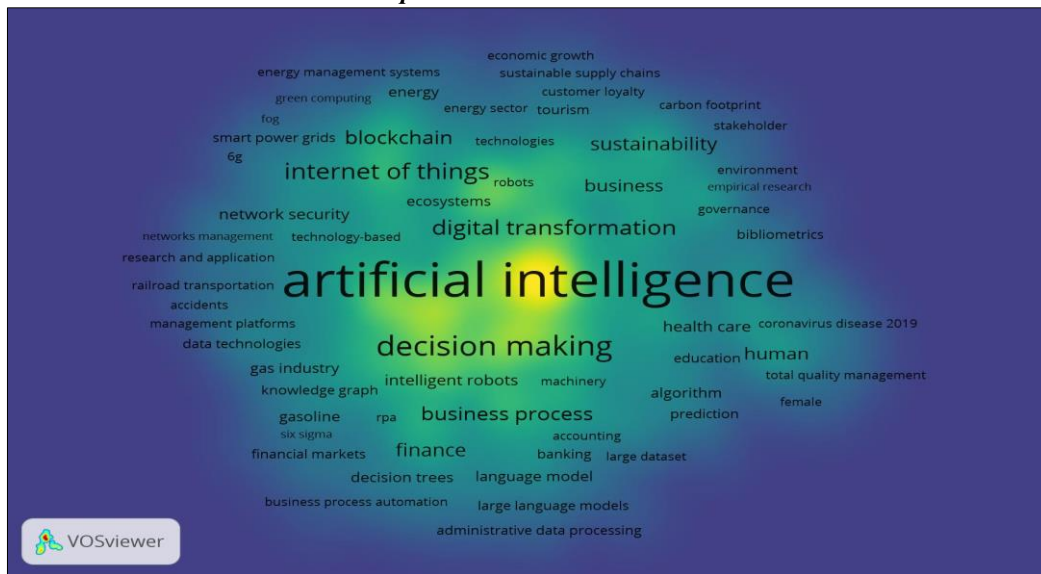 economic growth
energy management systems
sustainable supply chains
green computing
energy
customer loyalty
energy sector
tourism
carbon footprint
fog
stakeholder
smart power grids
blockchain
technologies
sustainability
6g
internet of things
robots
business
environment
empirical research
ecosystems
network security
governance
digital transformation
networks management
technology-based
bibliometrics
research and application
artificial intelligence
railroad transportation
accidents
management platforms
health care
coronavirus disease 2019
data technologies
decision making
education
human
gas industry
intelligent robots
machinery
total quality management
knowledge graph
algorithm
female
gasoline
rpa
business process
prediction
six sigma
accounting
financial markets
finance
banking
large dataset
decision trees
language model
business process automation
large language models
administrative data processing
VOSviewer